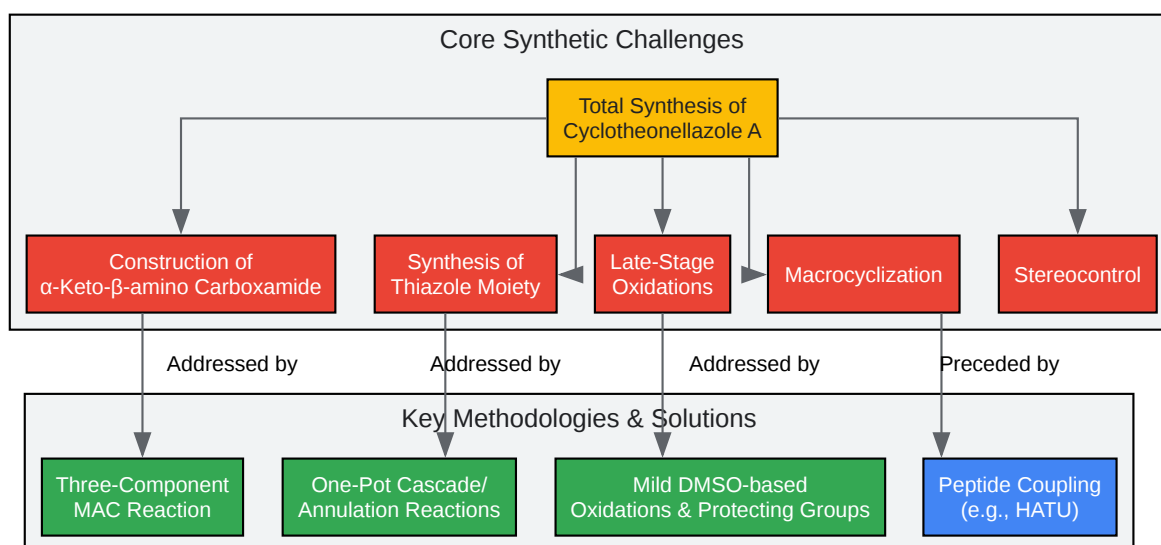 Core Synthetic Challenges
Total Synthesis of
Cyclotheonellazole A
Construction of
α-Keto-β-amino Carboxamide
Synthesis of
Thiazole Moiety
Late-Stage
Oxidations
Macrocyclization
Stereocontrol
Addressed by
Addressed by
Addressed by
Preceded by
Key Methodologies & Solutions
Three-Component
MAC Reaction
One-Pot Cascade/
Annulation Reactions
Mild DMSO-based
Oxidations & Protecting Groups
Peptide Coupling
(e.g., HATU)